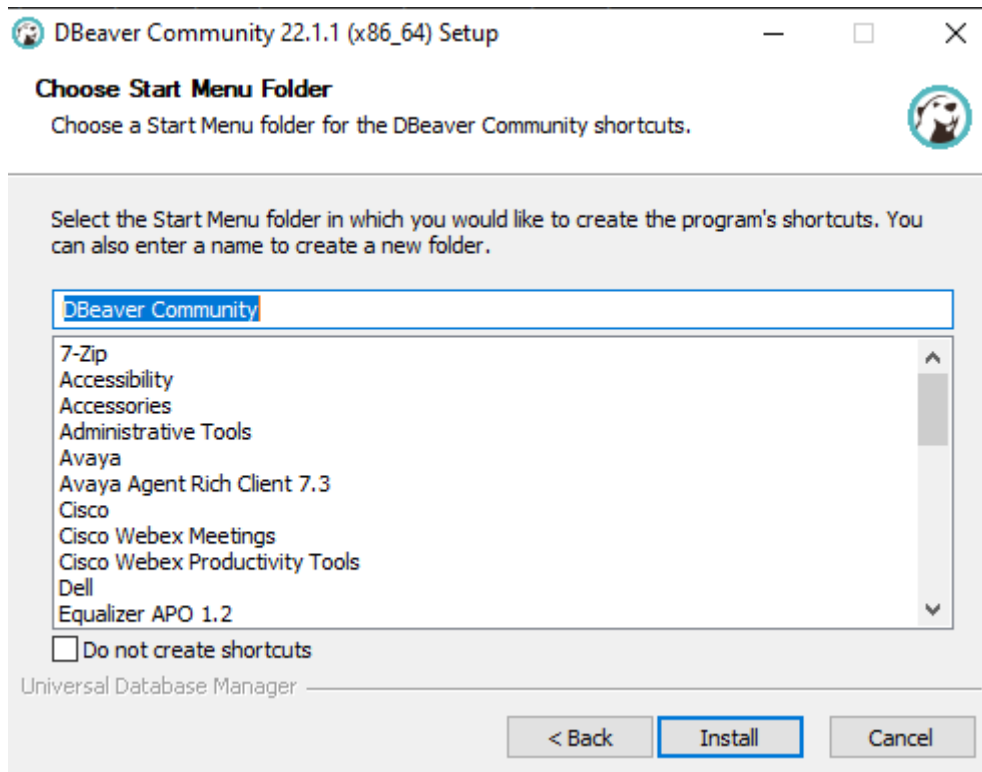 DBeaver Community 22.1.1 (x86_64) Setup
Choose Start Menu Folder
Choose a Start Menu folder for the DBeaver Community shortcuts.
Select the Start Menu folder in which you would like to create the program's shortcuts. You
can also enter a name to create a new folder.
DBeaver Community
7-Zip
Accessibility
Accessories
Administrative Tools
Avaya
Avaya Agent Rich Client 7.3
Cisco
Cisco Webex Meetings
Cisco Webex Productivity Tools
Dell
Equalizer APO 1.2
Do not create shortcuts
Universal Database Manager
< Back Install Cancel